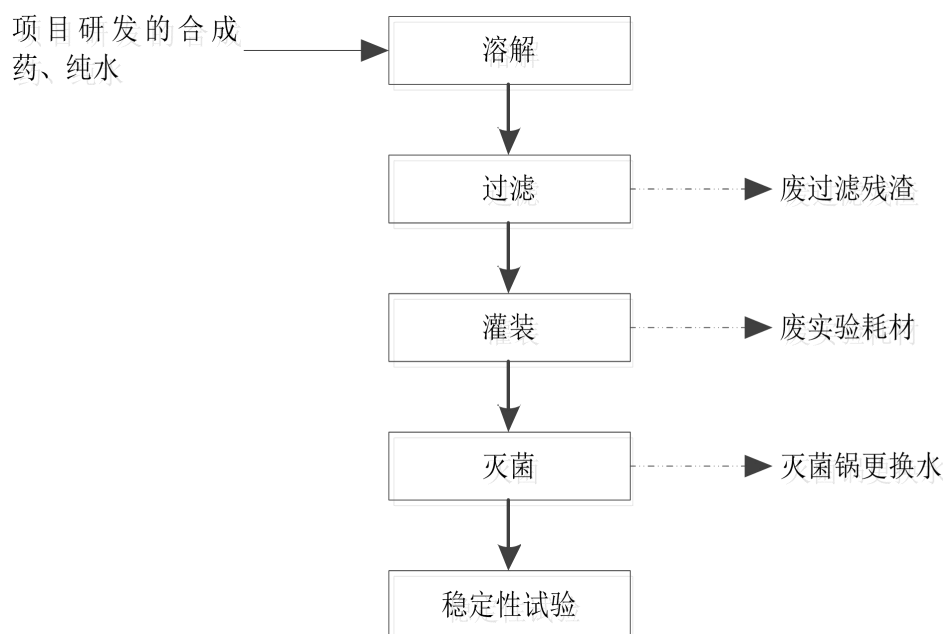 项目研发的合成
药、纯水
溶解
过滤
废过滤残渣
灌装
废实验耗材
灭菌
灭菌锅更换水
稳定性试验